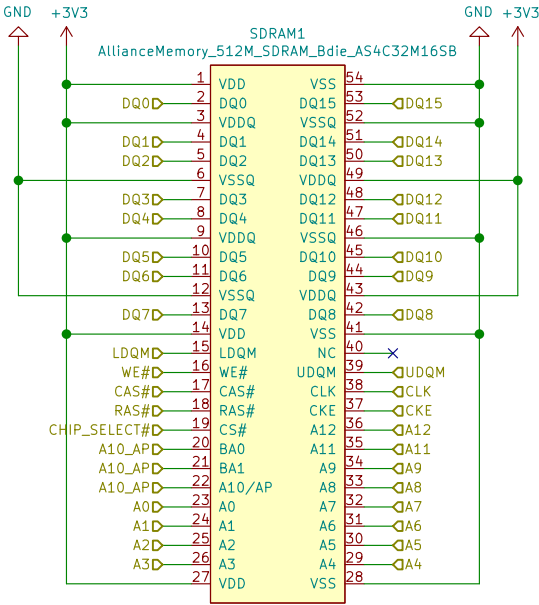 GND +3V3 GND +3V3
SDRAM1
AllianceMemory_512M_SDRAM_Bdie_AS4C32M16SB
1 VDD VSS 54
DQ0 2 DQ0 DQ15 53 DQ15
3 VDDQ VSSQ 52
DQ1 4 DQ1 DQ14 51 DQ14
DQ2 5 DQ2 DQ13 50 DQ13
6 VSSQ VDDQ 49
DQ3 7 DQ3 DQ12 48 DQ12
DQ4 8 DQ4 DQ11 47 DQ11
9 VDDQ VSSQ 46
DQ5 10 DQ5 DQ10 45 DQ10
DQ6 11 DQ6 DQ9 44 DQ9
12 VSSQ VDDQ 43
DQ7 13 DQ7 DQ8 42 DQ8
14 VDD VSS 41
LDQM 15 LDQM NC 40
WE# 16 WE# UDQM 39 UDQM
CAS# 17 CAS# CLK 38 CLK
RAS# 18 RAS# CKE 37 CKE
CHIP_SELECT# 19 CS# A12 36 A12
A10_AP 20 BA0 A11 35 A11
A10_AP 21 BA1 A9 34 A9
A10_AP 22 A10/AP A8 33 A8
A0 23 A0 A7 32 A7
A1 24 A1 A6 31 A6
A2 25 A2 A5 30 A5
A3 26 A3 A4 29 A4
27 VDD VSS 28